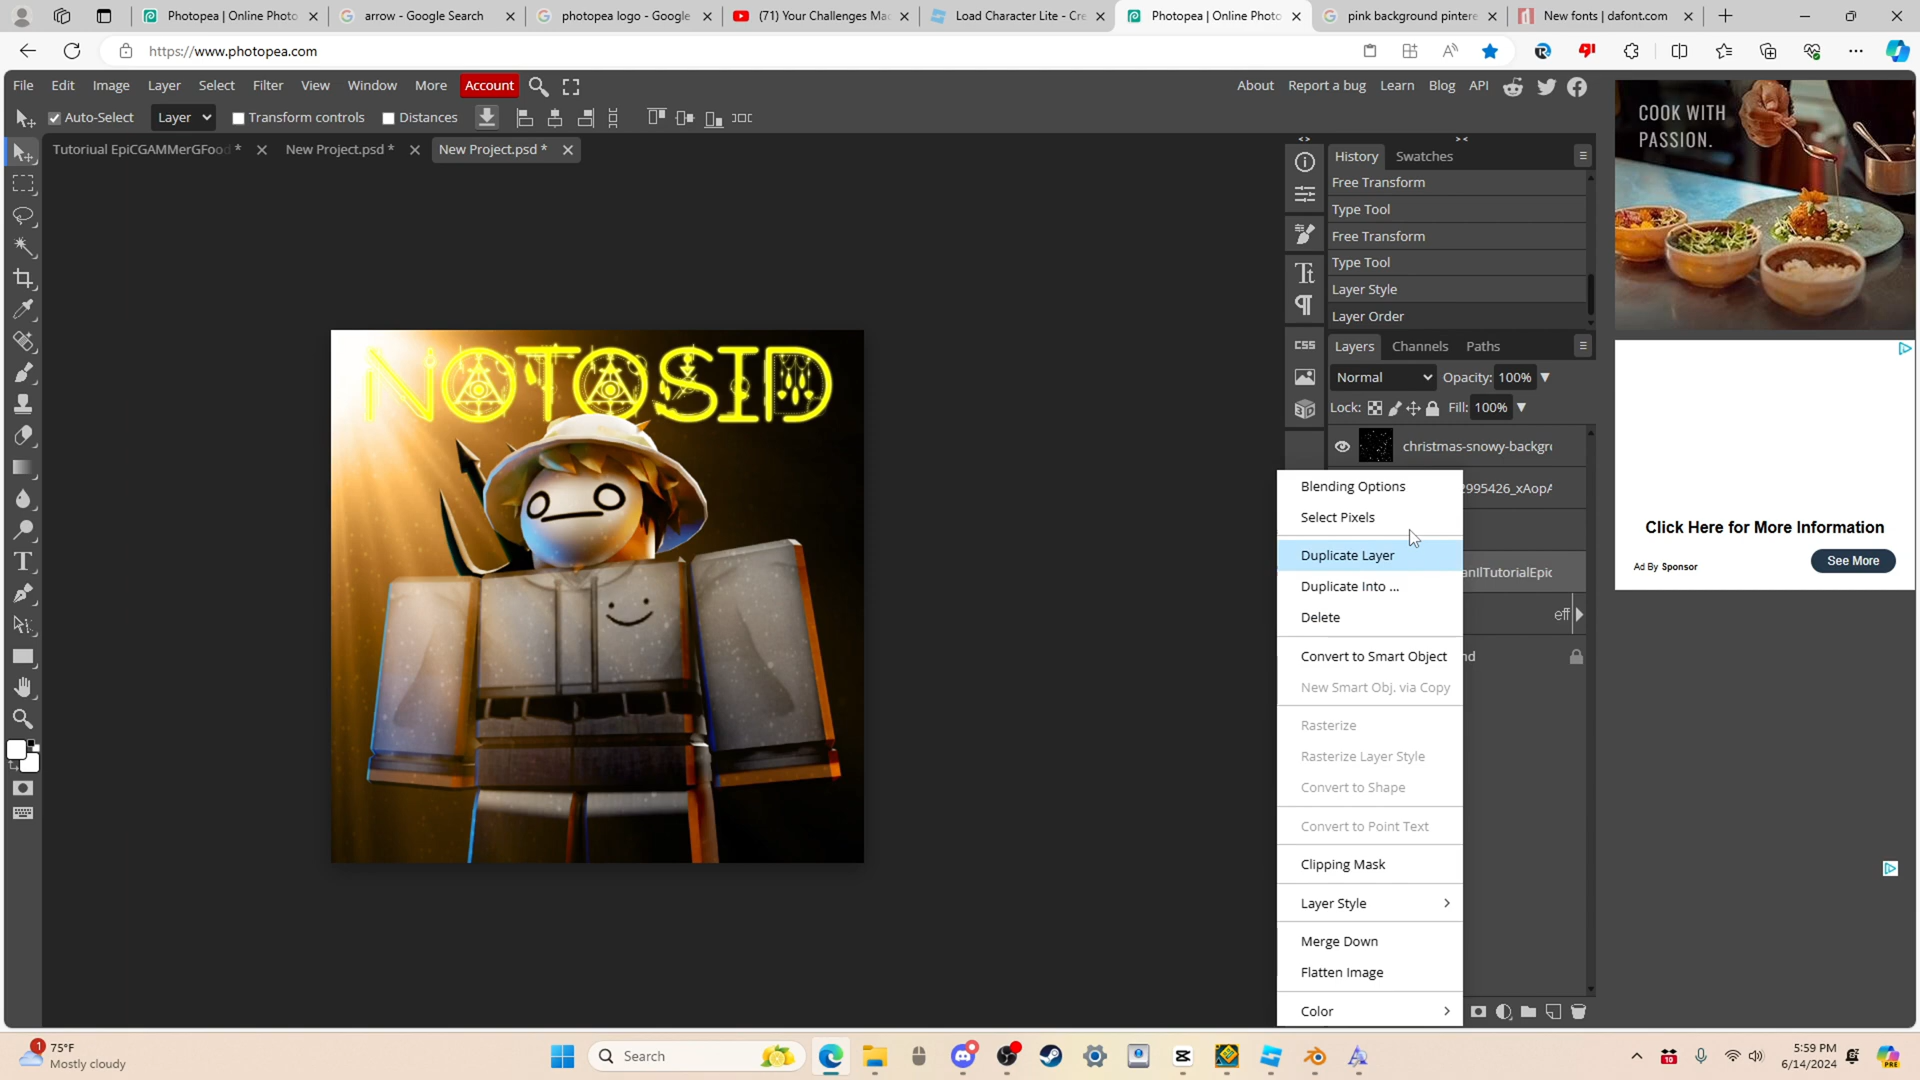 Photopea | Online Photo
arrow - Google Search
photopea logo - Google
(71) Your Challenges Mac
Load Character Lite - Cre
Photopea | Online Photo
pink background pintere
New fonts | dafont.com
https://www.photopea.com
File Edit Image Layer Select Filter View Window More Account
About Report a bug Learn Blog API
Auto-Select Layer Transform controls Distances
Tutoriual EpiCGAMMerGFood *
New Project.psd *
New Project.psd *
History Swatches
Free Transform
Type Tool
Free Transform
Type Tool
Layer Style
Layer Order
Layers Channels Paths
Normal Opacity: 100%
Lock: Fill: 100%
christmas-snowy-backgr
2995426_xAopA
anIlTutorialEpic
eff
nd
CSS
NOTOSID
Blending Options
Select Pixels
Duplicate Layer
Duplicate Into ...
Delete
Convert to Smart Object
New Smart Obj. via Copy
Rasterize
Rasterize Layer Style
Convert to Shape
Convert to Point Text
Clipping Mask
Layer Style
Merge Down
Flatten Image
Color
COOK WITH
PASSION.
Click Here for More Information
Ad By Sponsor
See More
1
75°F
Mostly cloudy
Search
5:59 PM
6/14/2024